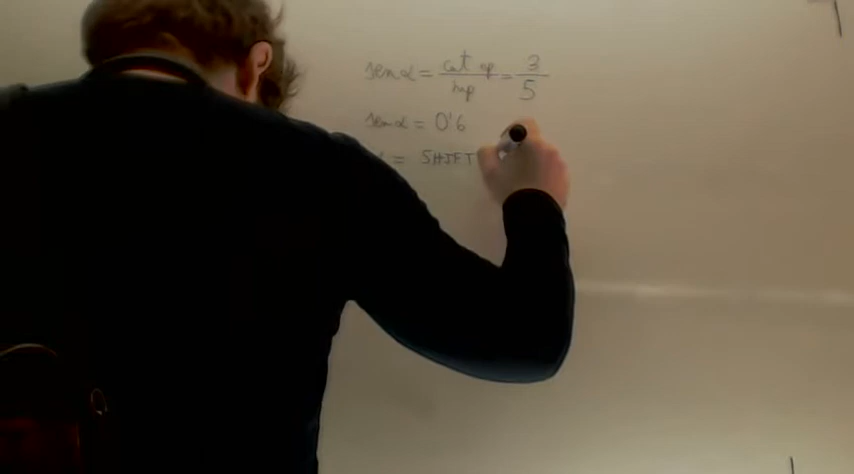 sen α = cat op / hip = 3 / 5
sen α = 0'6
= SHIFT